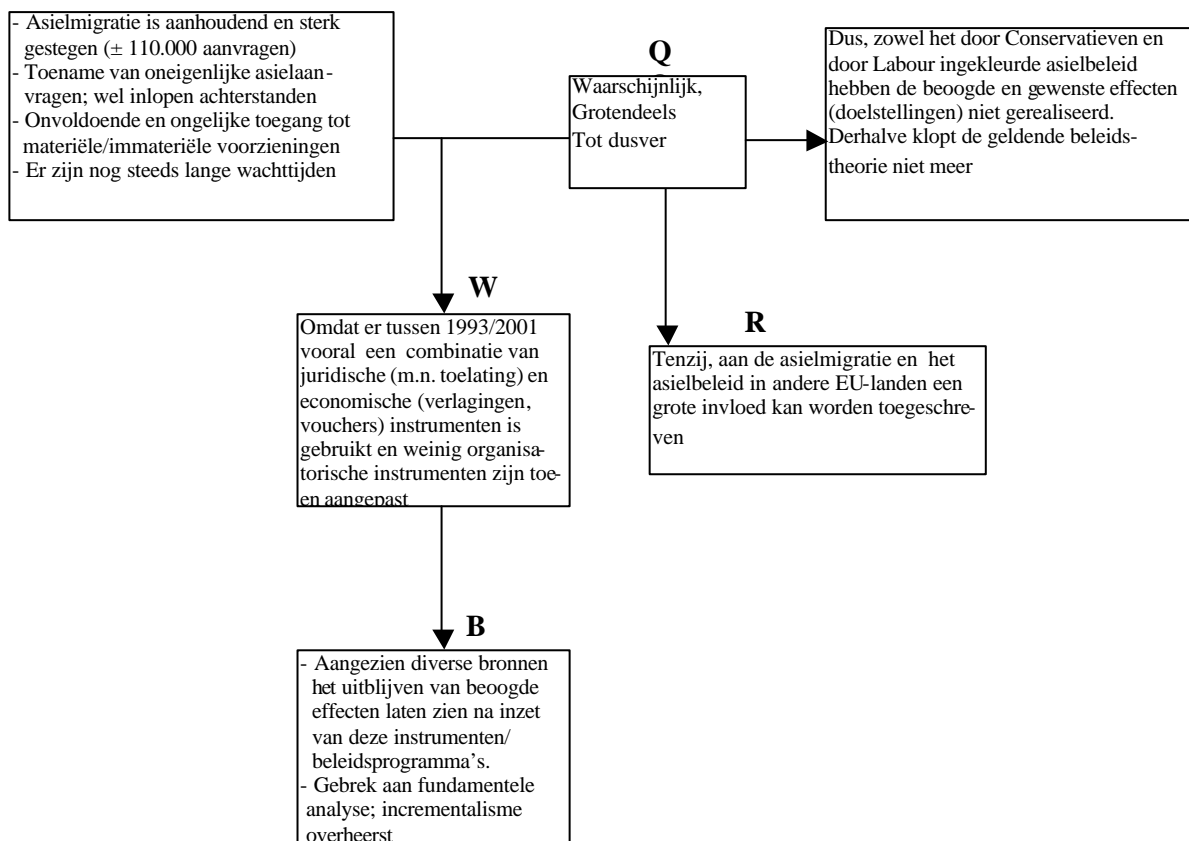 - Asielmigratie is aanhoudend en sterk
gestegen (± 110.000 aanvragen)
- Toename van oneigenlijke asielaan-
vragen; wel inlopen achterstanden
- Onvoldoende en ongelijke toegang tot
materiële/immateriële voorzieningen
- Er zijn nog steeds lange wachttijden
Q
Waarschijnlijk,
Grotendeels
Tot dusver
Dus, zowel het door Conservatieven en
door Labour ingekleurde asielbeleid
hebben de beoogde en gewenste effecten
(doelstellingen) niet gerealiseerd.
Derhalve klopt de geldende beleids-
theorie niet meer
W
Omdat er tussen 1993/2001
vooral een combinatie van
juridische (m.n. toelating) en
economische (verlagingen,
vouchers) instrumenten is
gebruikt en weinig organisa-
torische instrumenten zijn toe-
en aangepast
R
Tenzij, aan de asielmigratie en het
asielbeleid in andere EU-landen een
grote invloed kan worden toegeschre-
ven
B
- Aangezien diverse bronnen
het uitblijven van beoogde
effecten laten zien na inzet
van deze instrumenten/
beleidsprogramma's.
- Gebrek aan fundamentele
analyse; incrementalisme
overheerst